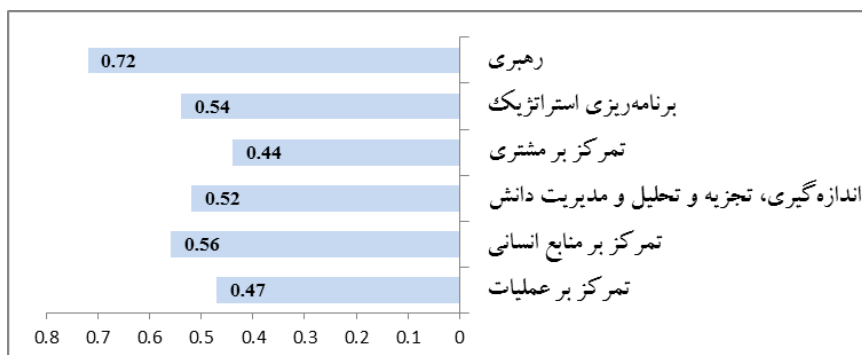 رهبری 0.72
برنامه‌ریزی استراتژیک 0.54
تمرکز بر مشتری 0.44
اندازه‌گیری، تجزیه و تحلیل و مدیریت دانش 0.52
تمرکز بر منابع انسانی 0.56
تمرکز بر عملیات 0.47
0.8 0.7 0.6 0.5 0.4 0.3 0.2 0.1 0